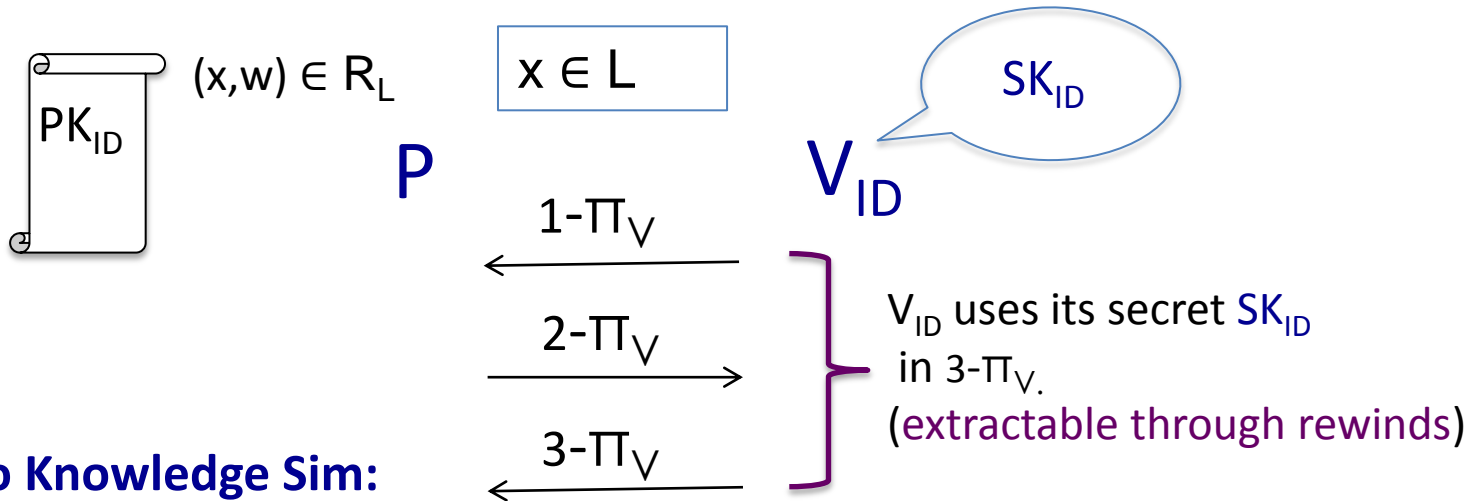 (x,w) ∈ R_L
x ∈ L
SK_ID
PK_ID
P
V_ID
1-Π_V
2-Π_V
3-Π_V
V_ID uses its secret SK_ID
in 3-Π_V.
(extractable through rewinds)
Knowledge Sim: